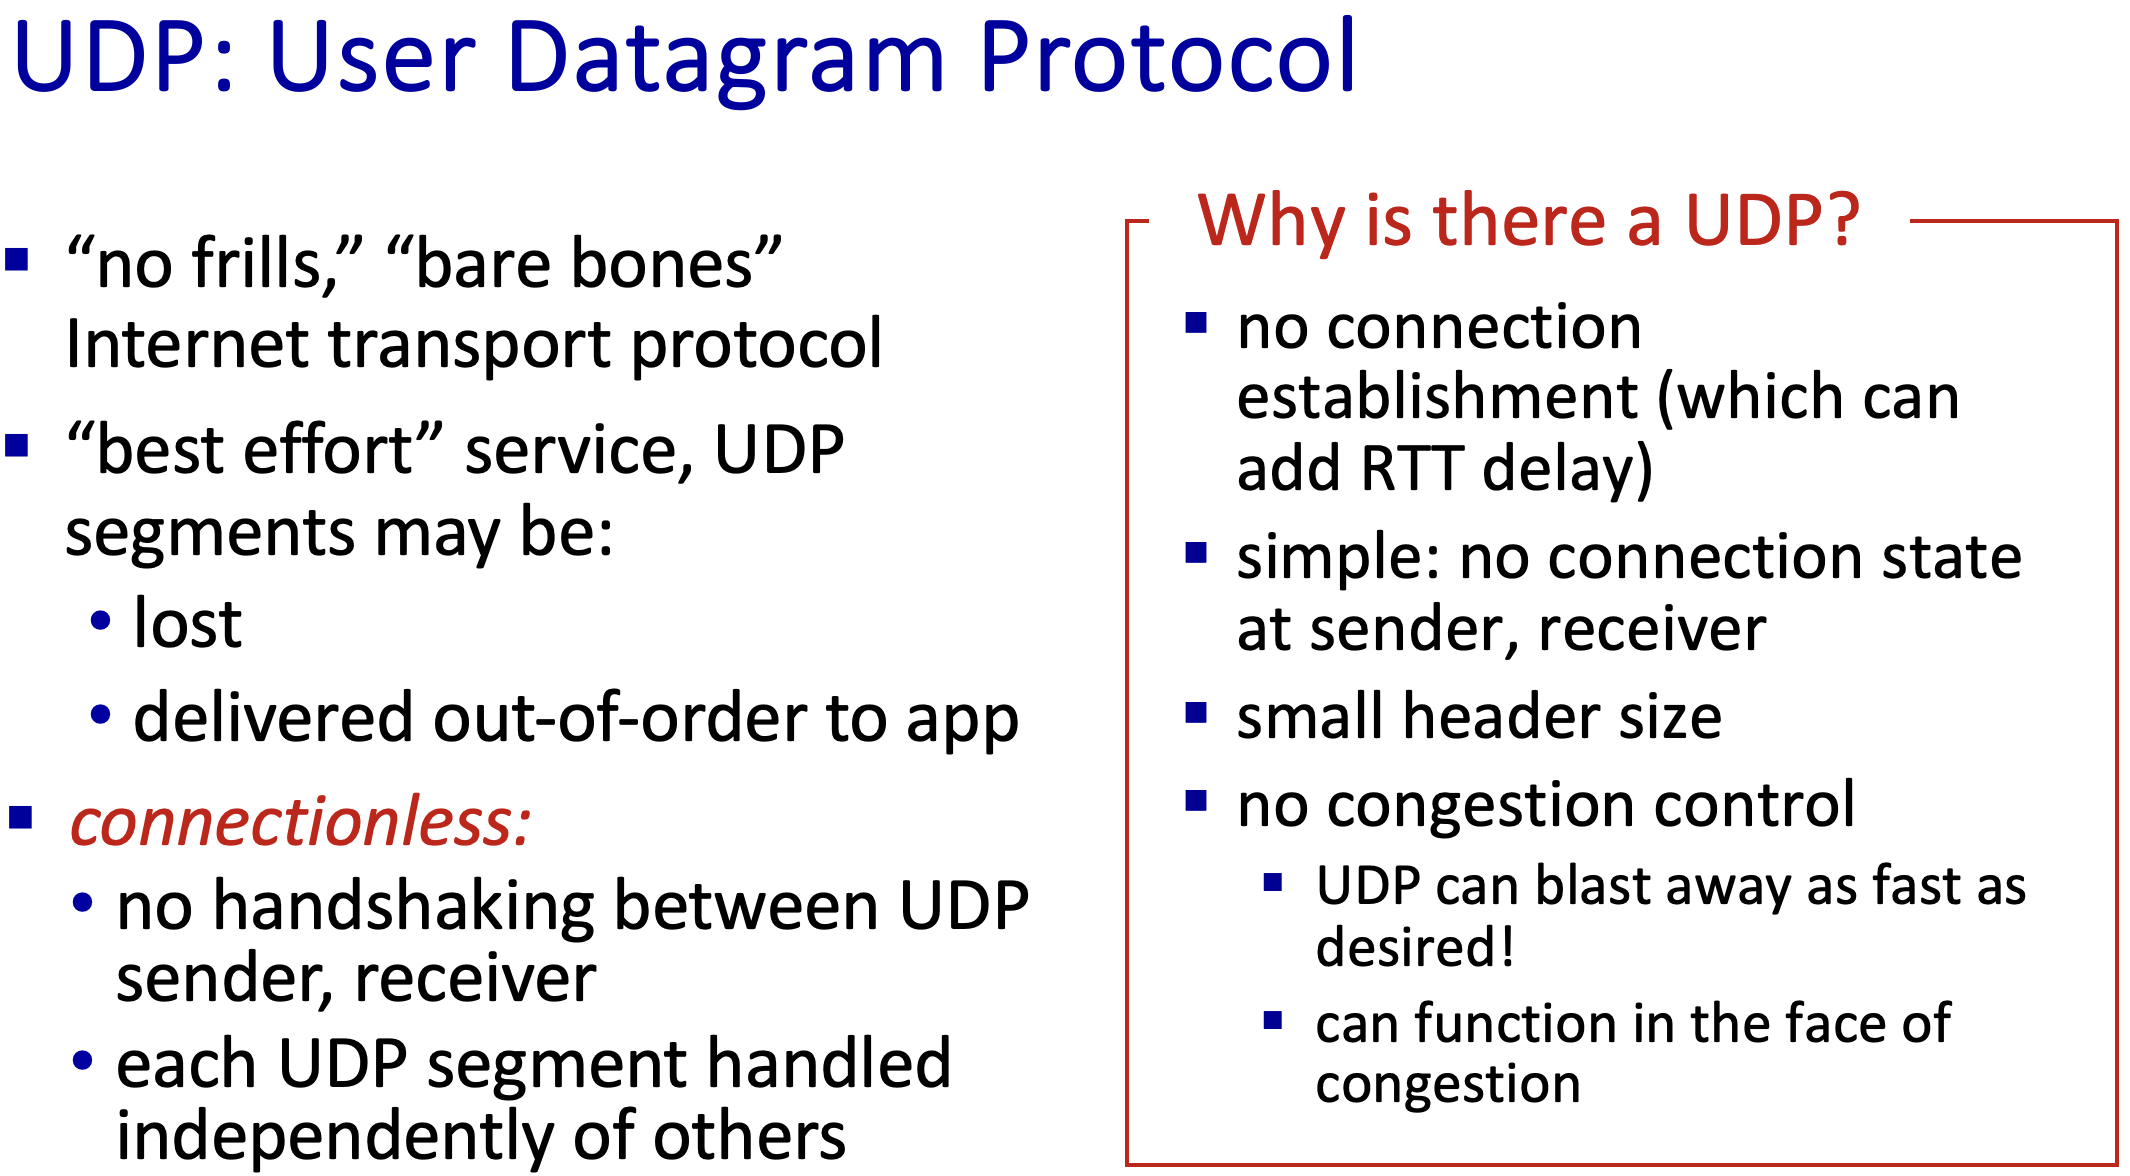 UDP: User Datagram Protocol
“no frills,” “bare bones”
Internet transport protocol
“best effort” service, UDP
segments may be:
• lost
• delivered out-of-order to app
connectionless:
• no handshaking between UDP
sender, receiver
• each UDP segment handled
independently of others
Why is there a UDP?
▪ no connection
establishment (which can
add RTT delay)
▪ simple: no connection state
at sender, receiver
▪ small header size
▪ no congestion control
▪ UDP can blast away as fast as
desired!
▪ can function in the face of
congestion